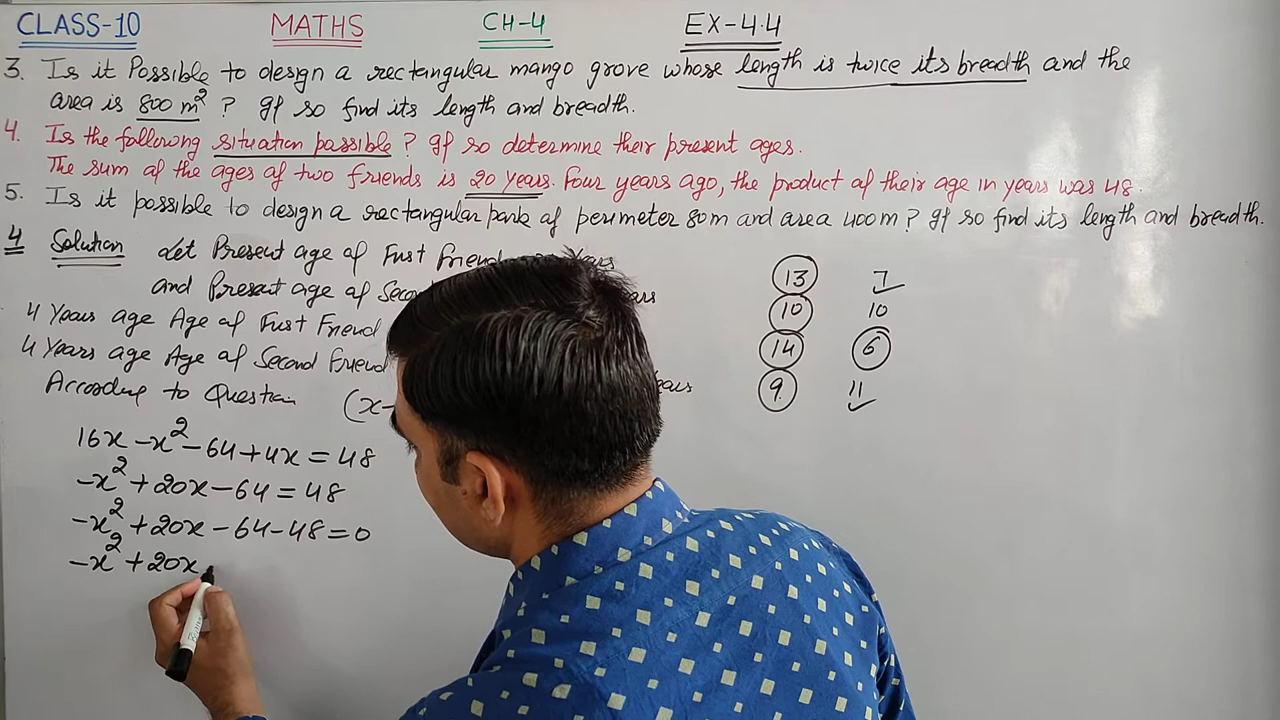 CLASS-10 MATHS CH-4 EX-4.4
3. Is it Possible to design a rectangular mango grove whose length is twice its breadth and the
area is 800 m² ? If so find its length and breadth.
4. Is the following situation possible ? If so determine their present ages.
The sum of the ages of two friends is 20 years. Four years ago, the product of their age in years was 48.
5. Is it possible to design a rectangular park of perimeter 80m and area 400m ? If so find its length and breadth.
4 Solution Let Present age of First Friend
and Present age of
4 Years ago Age of First Friend
4 Years ago Age of Second Friend
According to Question (x-
16x - x² - 64 + 4x = 48
-x² + 20x - 64 = 48
-x² + 20x - 64 - 48 = 0
-x² + 20x
13 7
10 10
14 6
9 11